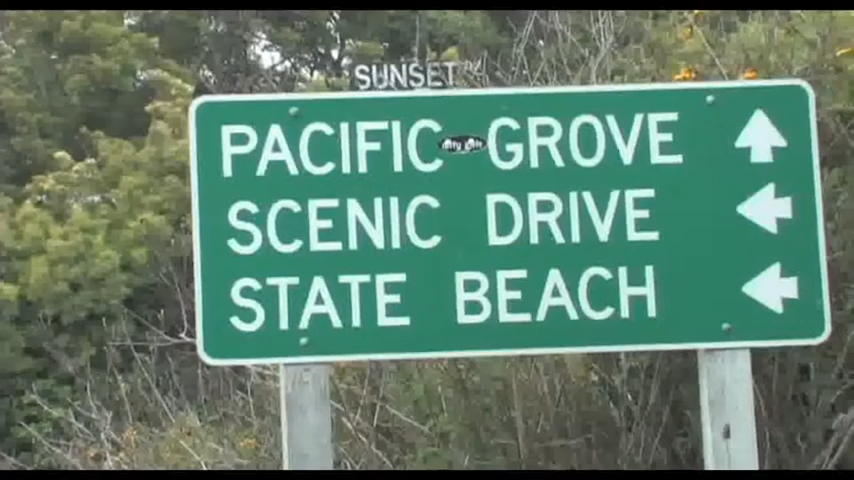 SUNSET
PACIFIC GROVE
SCENIC DRIVE
STATE BEACH